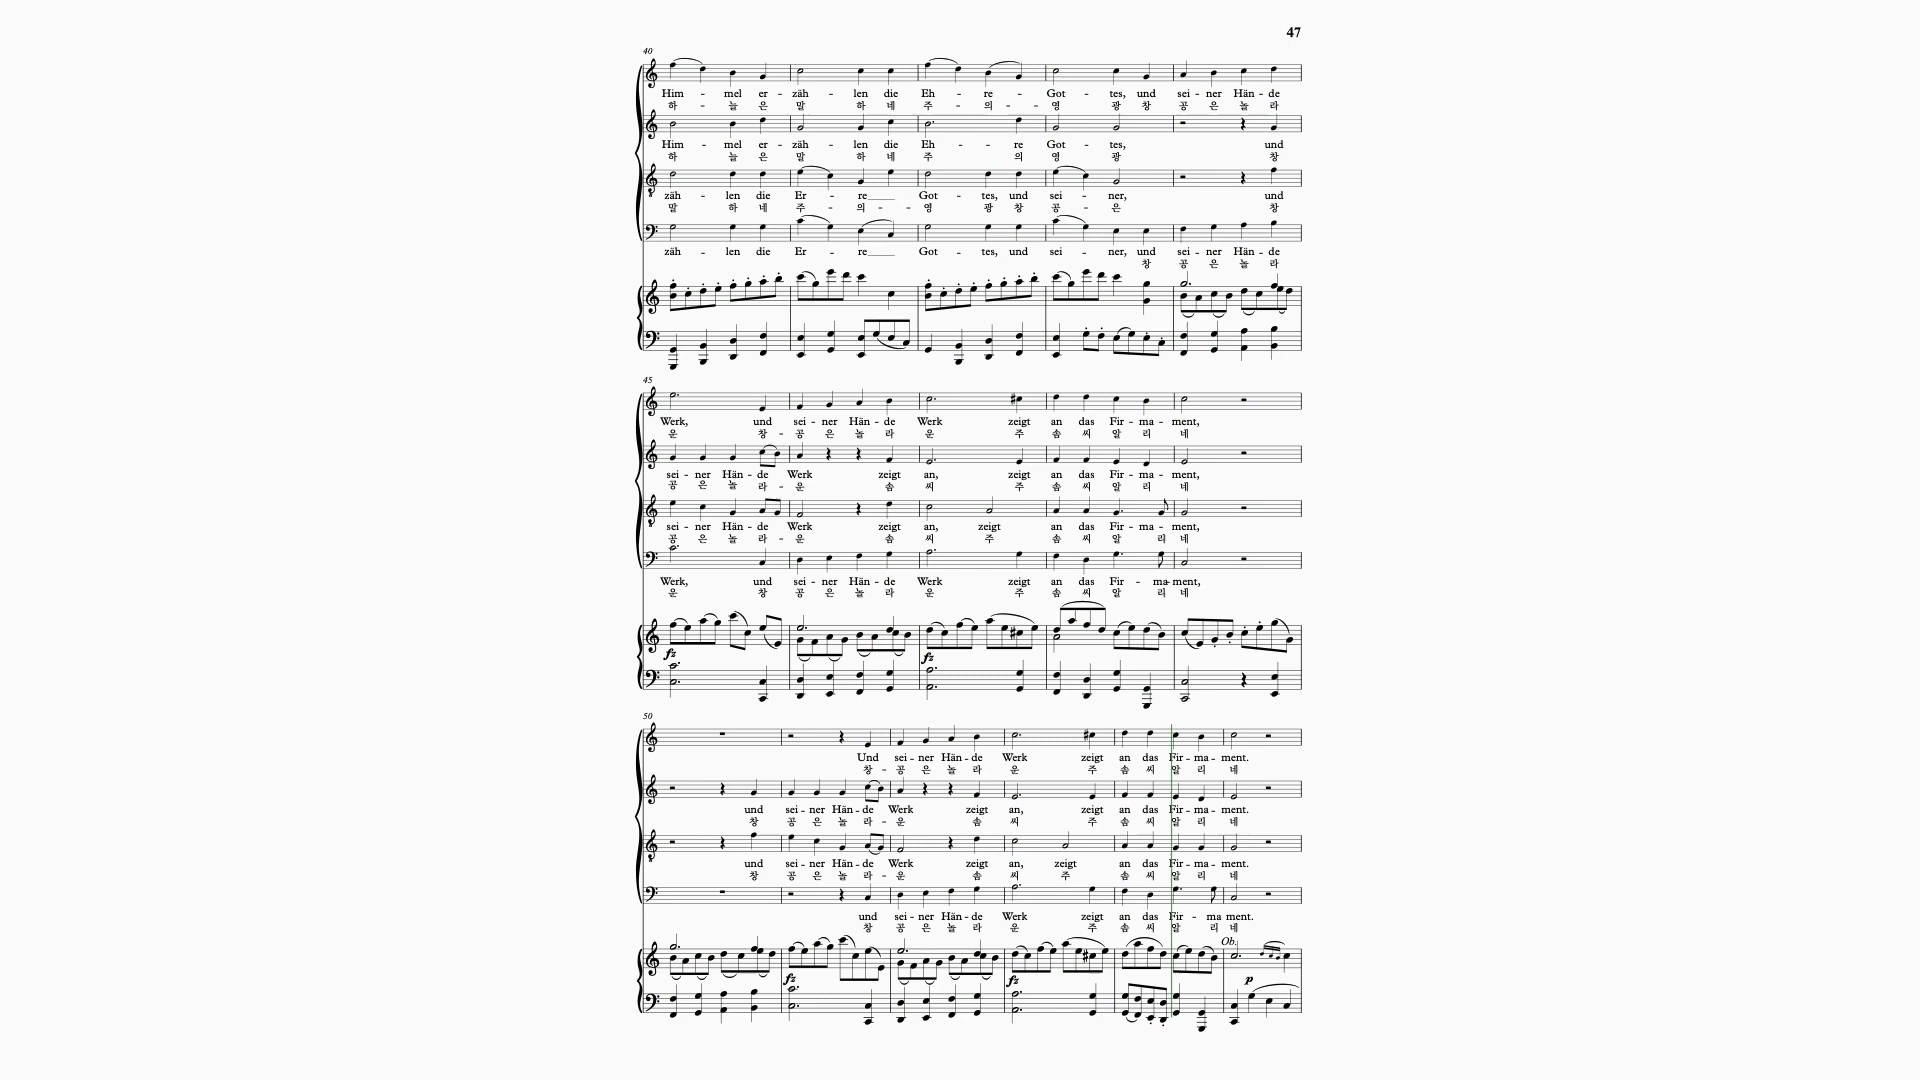 47
40
Him - mel er - zäh - len die Eh - re - Got - tes, und sei - ner Hän - de
하 - 늘 은 말 하 네 주 - 의 - - 영 광 창 공 은 놀 라
Him - mel er - zäh - len die Eh - - re Got - tes, und
하 늘 은 말 하 네 주 의 영 광 창
zäh - len die Er - re___ Got - tes, und sei - ner, und
말 하 네 주 - 의 - - 영 광 창 공 - 은 창
zäh - len die Er - re___ Got - tes, und sei - ner, und sei - ner Hän - de
창 공 은 놀 라
45
Werk, und sei - ner Hän - de Werk zeigt an das Fir - ma - ment,
운 창 - 공 은 놀 라 운 주 솜 씨 알 리 네
sei - ner Hän - de Werk zeigt an, zeigt an das Fir - ma - ment,
공 은 놀 라 - 운 솜 씨 주 솜 씨 알 리 네
sei - ner Hän - de Werk zeigt an, zeigt an das Fir - ma - ment,
공 은 놀 라 - 운 솜 씨 주 솜 씨 알 리 네
Werk, und sei - ner Hän - de Werk zeigt an das Fir - ma - ment,
운 창 공 은 놀 라 운 주 솜 씨 알 리 네
fz fz
50
Und sei - ner Hän - de Werk zeigt an das Fir - ma - ment.
창 - 공 은 놀 라 운 주 솜 씨 알 리 네
und sei - ner Hän - de Werk zeigt an, zeigt an das Fir - ma - ment.
창 공 은 놀 라 - 운 솜 씨 주 솜 씨 알 리 네
und sei - ner Hän - de Werk zeigt an, zeigt an das Fir - ma - ment.
창 공 은 놀 라 - 운 솜 씨 주 솜 씨 알 리 네
und sei - ner Hän - de Werk zeigt an das Fir - ma ment.
창 공 은 놀 라 운 주 솜 씨 알 리 네
Ob.
fz fz p